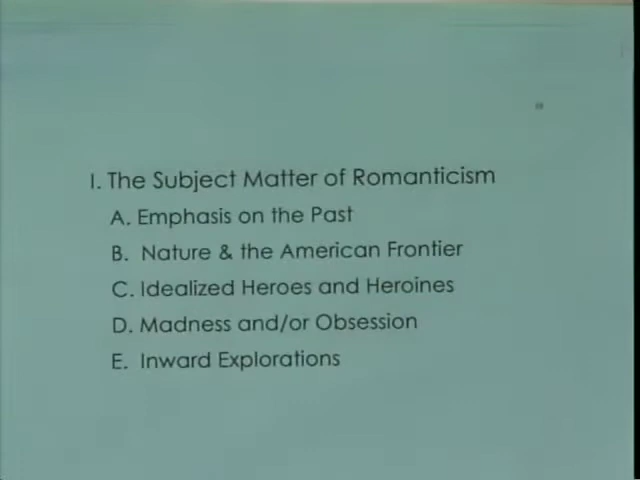 I. The Subject Matter of Romanticism
A. Emphasis on the Past
B. Nature & the American Frontier
C. Idealized Heroes and Heroines
D. Madness and/or Obsession
E. Inward Explorations